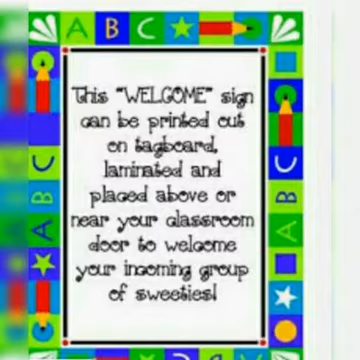 A B C
This "WELCOME" sign
can be printed out
on tagboard,
laminated and
placed above or
near your classroom
door to welcome
your incoming group
of sweeties!
A B C
A B C